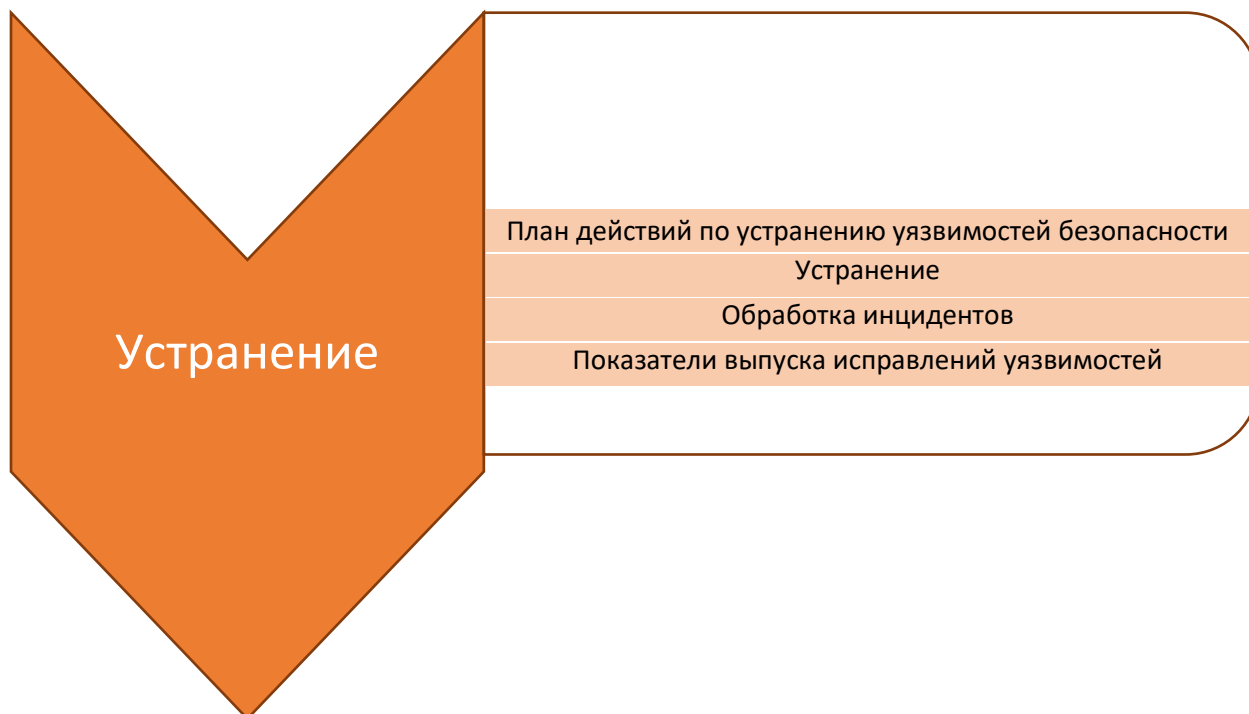 План действий по устранению уязвимостей безопасности
Устранение
Обработка инцидентов
Показатели выпуска исправлений уязвимостей
Устранение